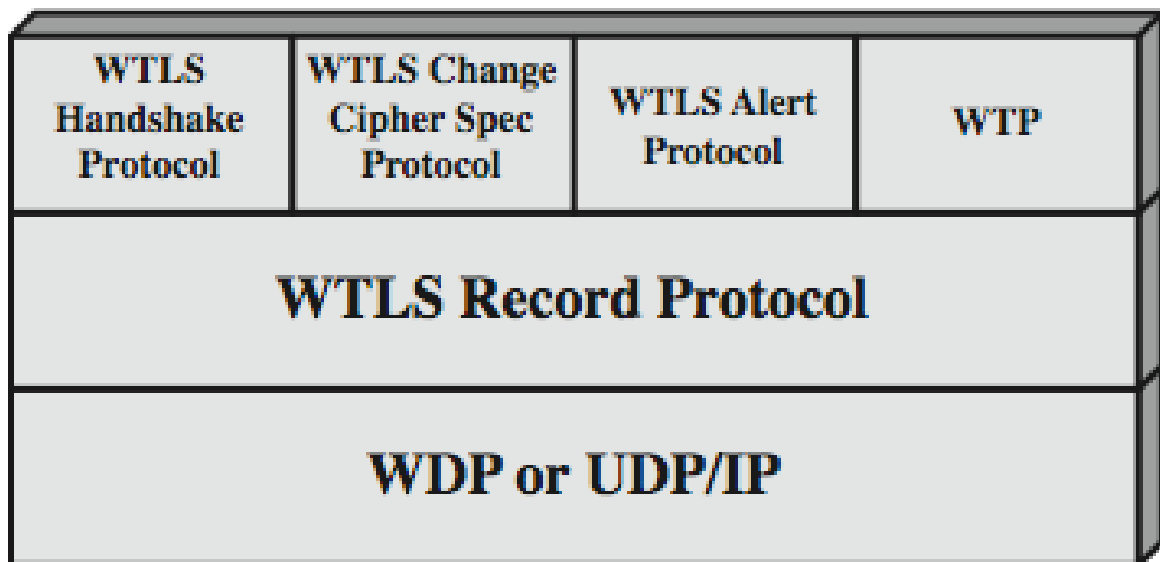 WTLS
Handshake
Protocol
WTLS Change
Cipher Spec
Protocol
WTLS Alert
Protocol
WTP
WTLS Record Protocol
WDP or UDP/IP